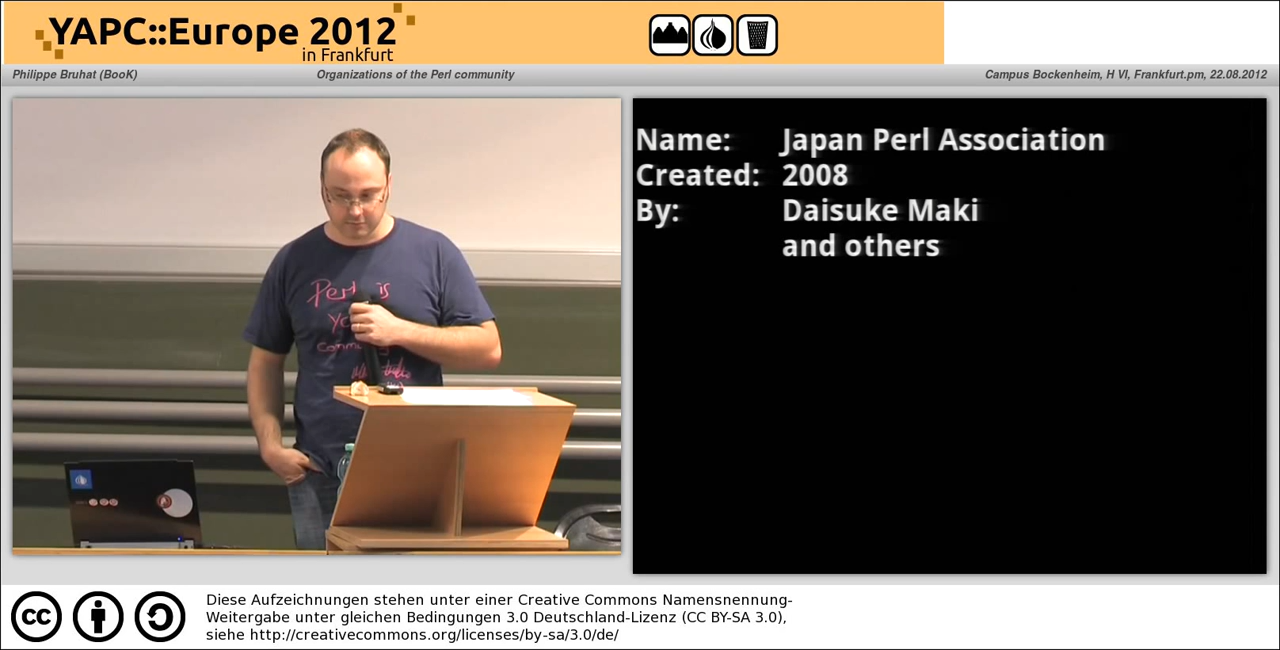 YAPC::Europe 2012
in Frankfurt
Philippe Bruhat (BooK)
Organizations of the Perl community
Campus Bockenheim, H VI, Frankfurt.pm, 22.08.2012
Perl is
Name: Japan Perl Association
Created: 2008
By: Daisuke Maki
and others
cc
Diese Aufzeichnungen stehen unter einer Creative Commons Namensnennung-
Weitergabe unter gleichen Bedingungen 3.0 Deutschland-Lizenz (CC BY-SA 3.0),
siehe http://creativecommons.org/licenses/by-sa/3.0/de/